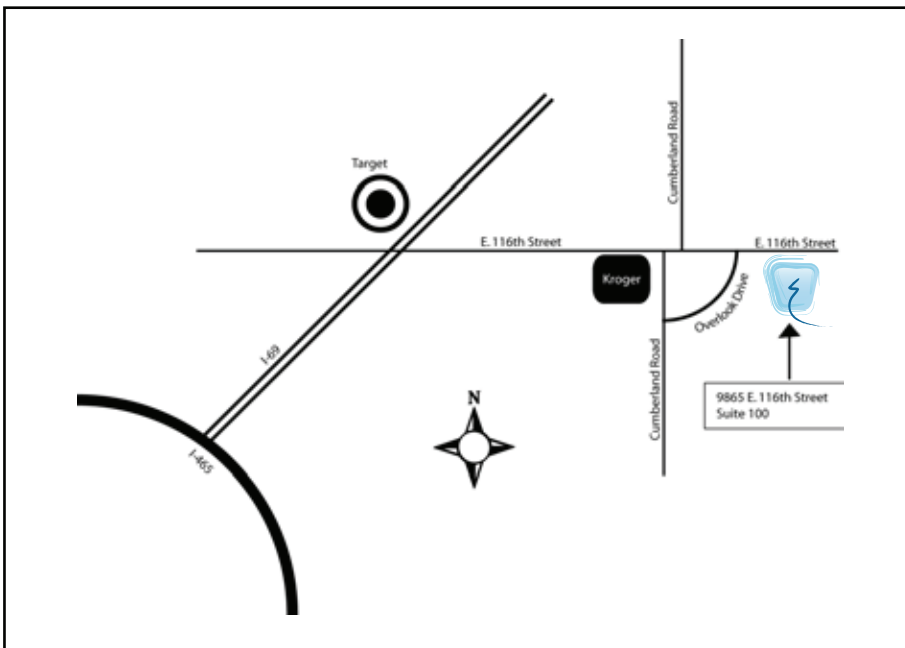 Cumberland Road
Target
E. 116th Street
E. 116th Street
Kroger
Overlook Drive
I-69
Cumberland Road
9865 E. 116th Street
Suite 100
N
I-465